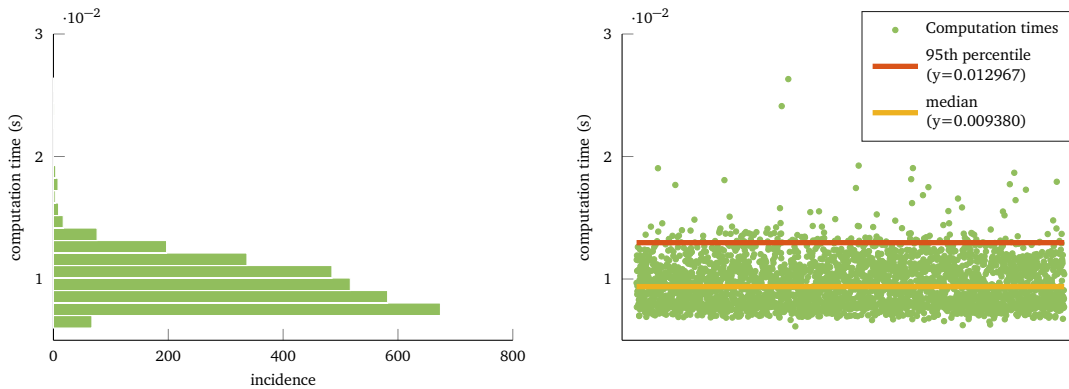 ·10⁻²
3
2
1
computation time (s)
0
200
400
600
800
incidence
·10⁻²
3
2
1
computation time (s)
Computation times
95th percentile
(y=0.012967)
median
(y=0.009380)